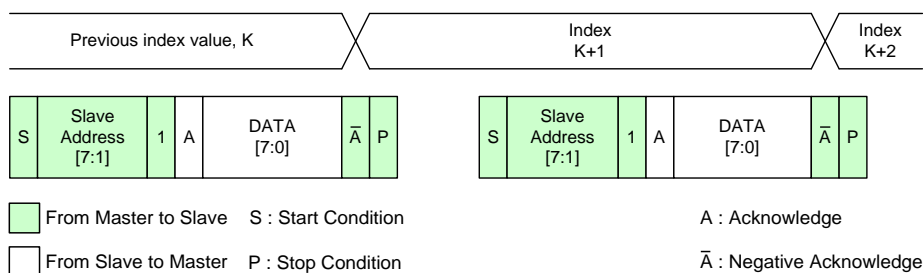 Previous index value, K
Index
K+1
Index
K+2
S
Slave
Address
[7:1]
1
A
DATA
[7:0]
A̅
P
S
Slave
Address
[7:1]
1
A
DATA
[7:0]
A̅
P
From Master to Slave
S : Start Condition
A : Acknowledge
From Slave to Master
P : Stop Condition
A̅ : Negative Acknowledge